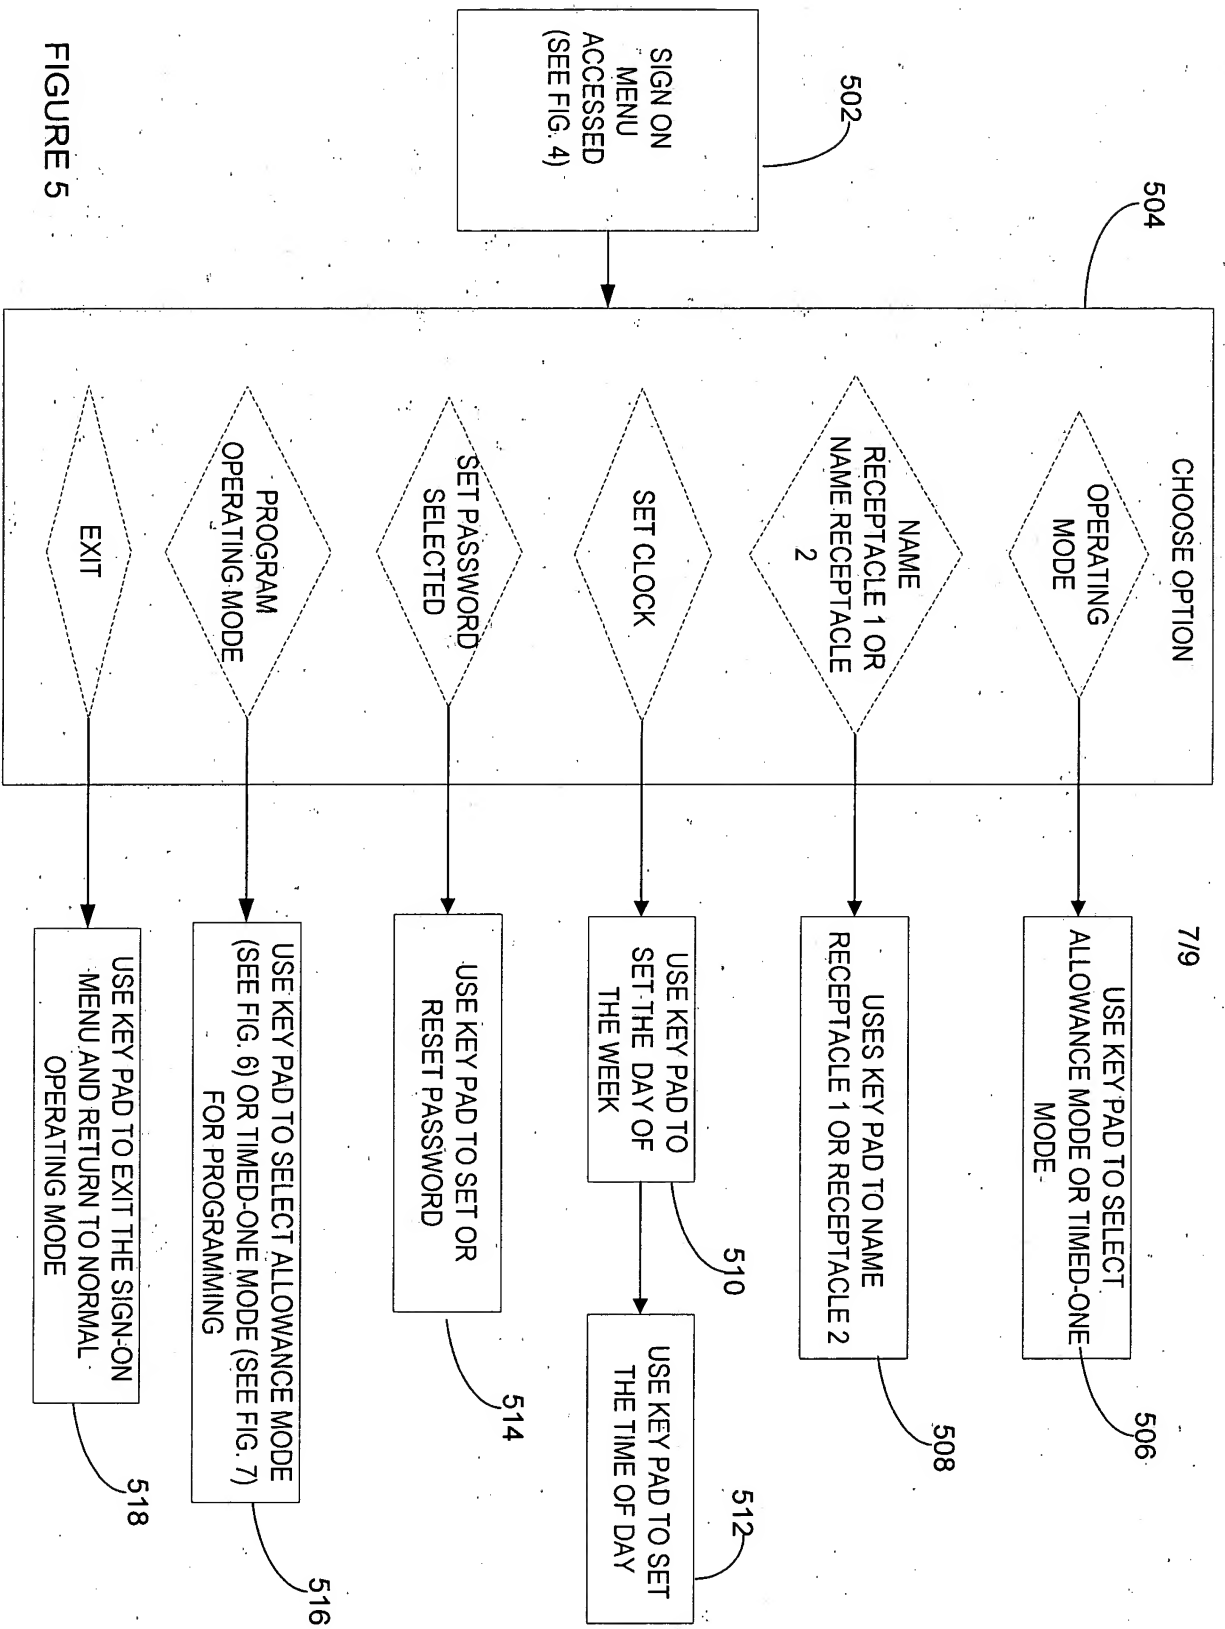 7/9
502
SIGN ON
MENU
ACCESSED
(SEE FIG. 4)
504
CHOOSE OPTION
OPERATING
MODE
USE KEY PAD TO SELECT
ALLOWANCE MODE OR TIMED-ONE
MODE-
506
NAME
RECEPTACLE 1 OR
NAME RECEPTACLE
2
USES KEY PAD TO NAME
RECEPTACLE 1 OR RECEPTACLE 2
508
SET CLOCK
USE KEY PAD TO
SET THE DAY OF
THE WEEK
510
USE KEY PAD TO SET
THE TIME OF DAY
512
SET PASSWORD
SELECTED
USE KEY PAD TO SET OR
RESET PASSWORD
514
PROGRAM
OPERATING MODE
USE KEY PAD TO SELECT ALLOWANCE MODE
(SEE FIG. 6) OR TIMED-ONE MODE (SEE FIG. 7)
FOR PROGRAMMING
516
EXIT
USE KEY PAD TO EXIT THE SIGN-ON
MENU AND RETURN TO NORMAL
OPERATING MODE
518
FIGURE 5